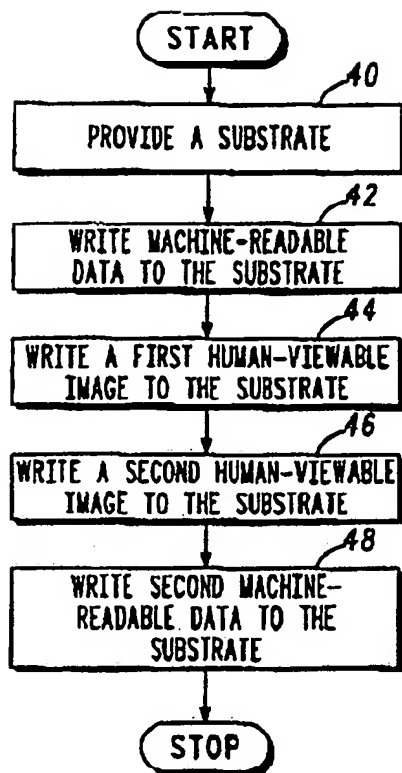 START
40
PROVIDE A SUBSTRATE
42
WRITE MACHINE-READABLE
DATA TO THE SUBSTRATE
44
WRITE A FIRST HUMAN-VIEWABLE
IMAGE TO THE SUBSTRATE
46
WRITE A SECOND HUMAN-VIEWABLE
IMAGE TO THE SUBSTRATE
48
WRITE SECOND MACHINE-
READABLE DATA TO THE
SUBSTRATE
STOP